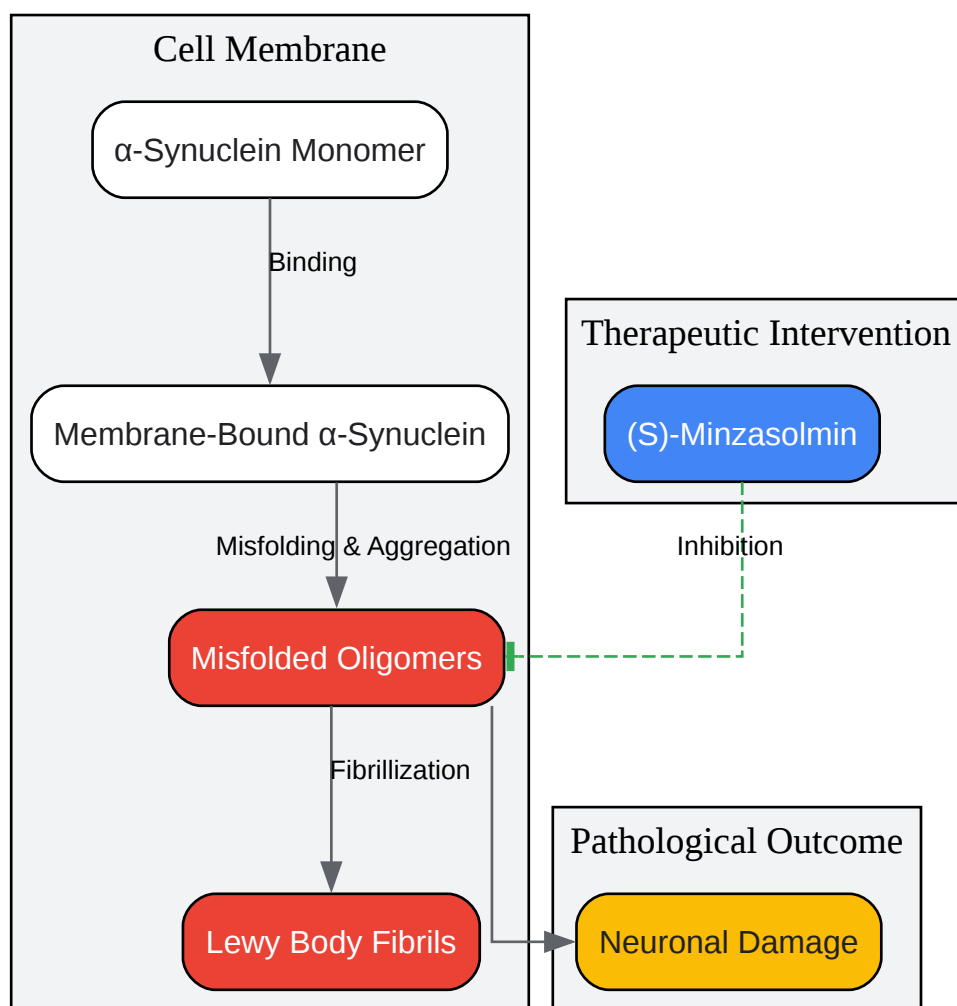 Cell Membrane
α-Synuclein Monomer
Binding
Therapeutic Intervention
Membrane-Bound α-Synuclein
(S)-Minzasolmin
Misfolding & Aggregation
Inhibition
Misfolded Oligomers
Fibrillization
Pathological Outcome
Lewy Body Fibrils
Neuronal Damage